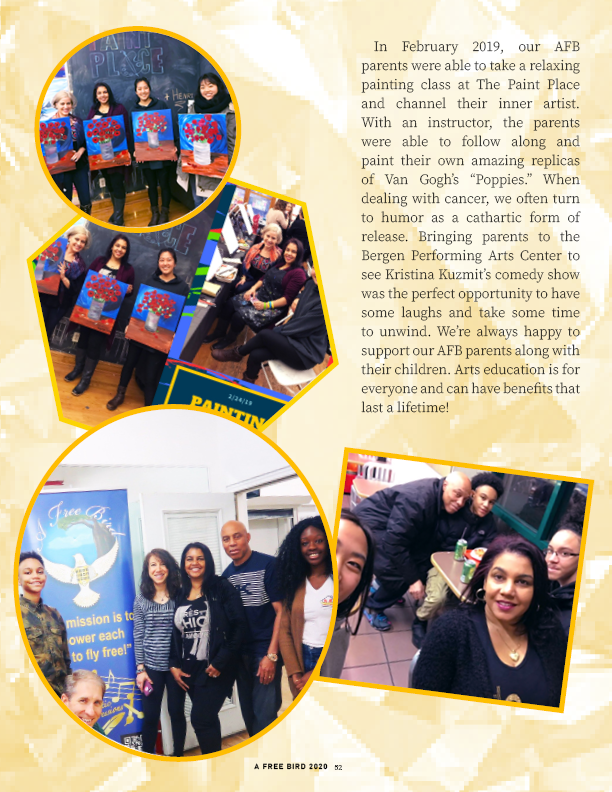 PAINT
PLACE
In February 2019, our AFB
parents were able to take a relaxing
painting class at The Paint Place
and channel their inner artist.
With an instructor, the parents
were able to follow along and
paint their own amazing replicas
of Van Gogh’s “Poppies.” When
dealing with cancer, we often turn
to humor as a cathartic form of
release. Bringing parents to the
Bergen Performing Arts Center to
see Kristina Kuzmit’s comedy show
was the perfect opportunity to have
some laughs and take some time
to unwind. We’re always happy to
support our AFB parents along with
their children. Arts education is for
everyone and can have benefits that
last a lifetime!
2/24/19
PAINTIN
A Free Bird
mission is to
ower each
to fly free!"
A FREE BIRD 2020 52